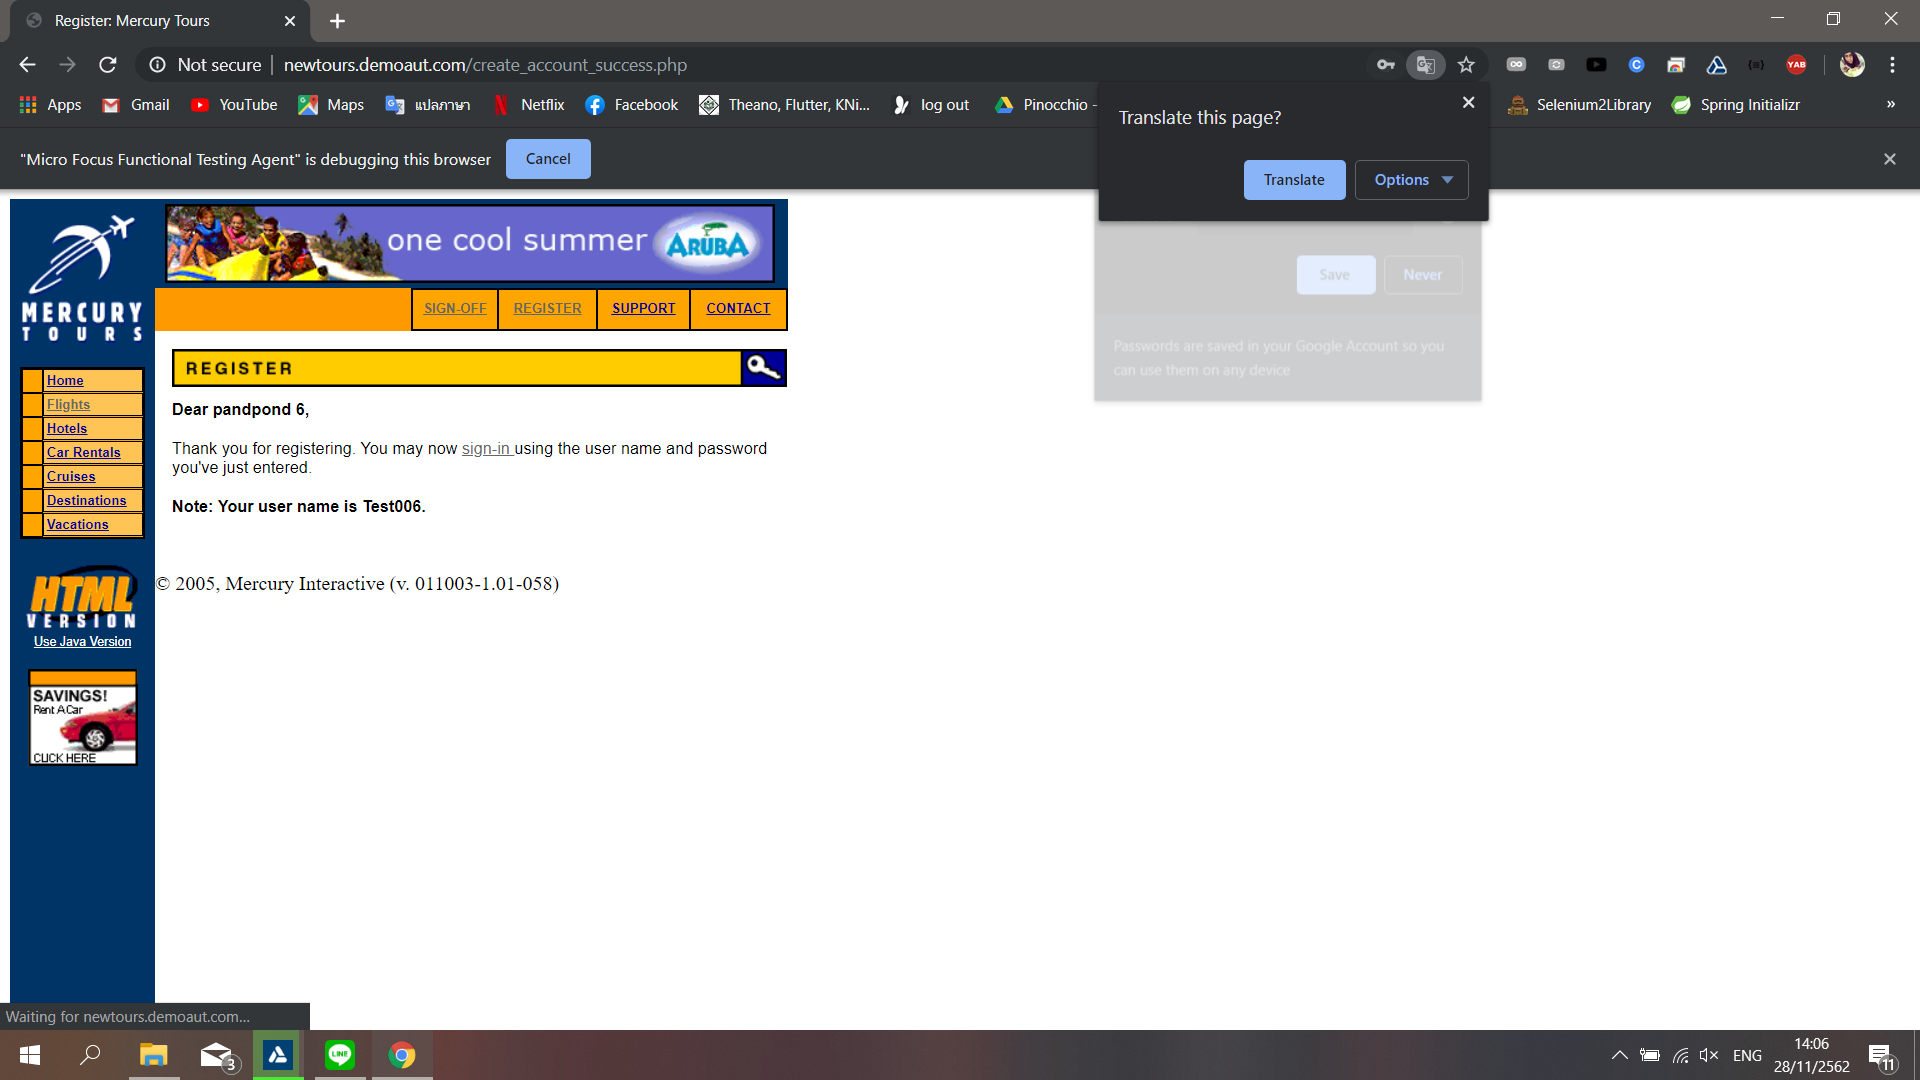 Register: Mercury Tours
Not secure
newtours.demoaut.com/create_account_success.php
YAB
Apps
Gmail
YouTube
Maps
แปลภาษา
Netflix
Facebook
Theano, Flutter, KNi...
log out
Pinocchio -
Selenium2Library
Spring Initializr
»
Translate this page?
Translate
Options
"Micro Focus Functional Testing Agent" is debugging this browser
Cancel
Save
Never
Passwords are saved in your Google Account so you
can use them on any device
MERCURY
TOURS
one cool summer
ARUBA
SIGN-OFF
REGISTER
SUPPORT
CONTACT
REGISTER
Home
Flights
Hotels
Car Rentals
Cruises
Destinations
Vacations
Dear pandpond 6,
Thank you for registering. You may now sign-in using the user name and password
you've just entered.
Note: Your user name is Test006.
© 2005, Mercury Interactive (v. 011003-1.01-058)
HTML
VERSION
Use Java Version
SAVINGS!
Rent A Car
CLICK HERE
Waiting for newtours.demoaut.com...
3
LINE
ENG
14:06
28/11/2562
11